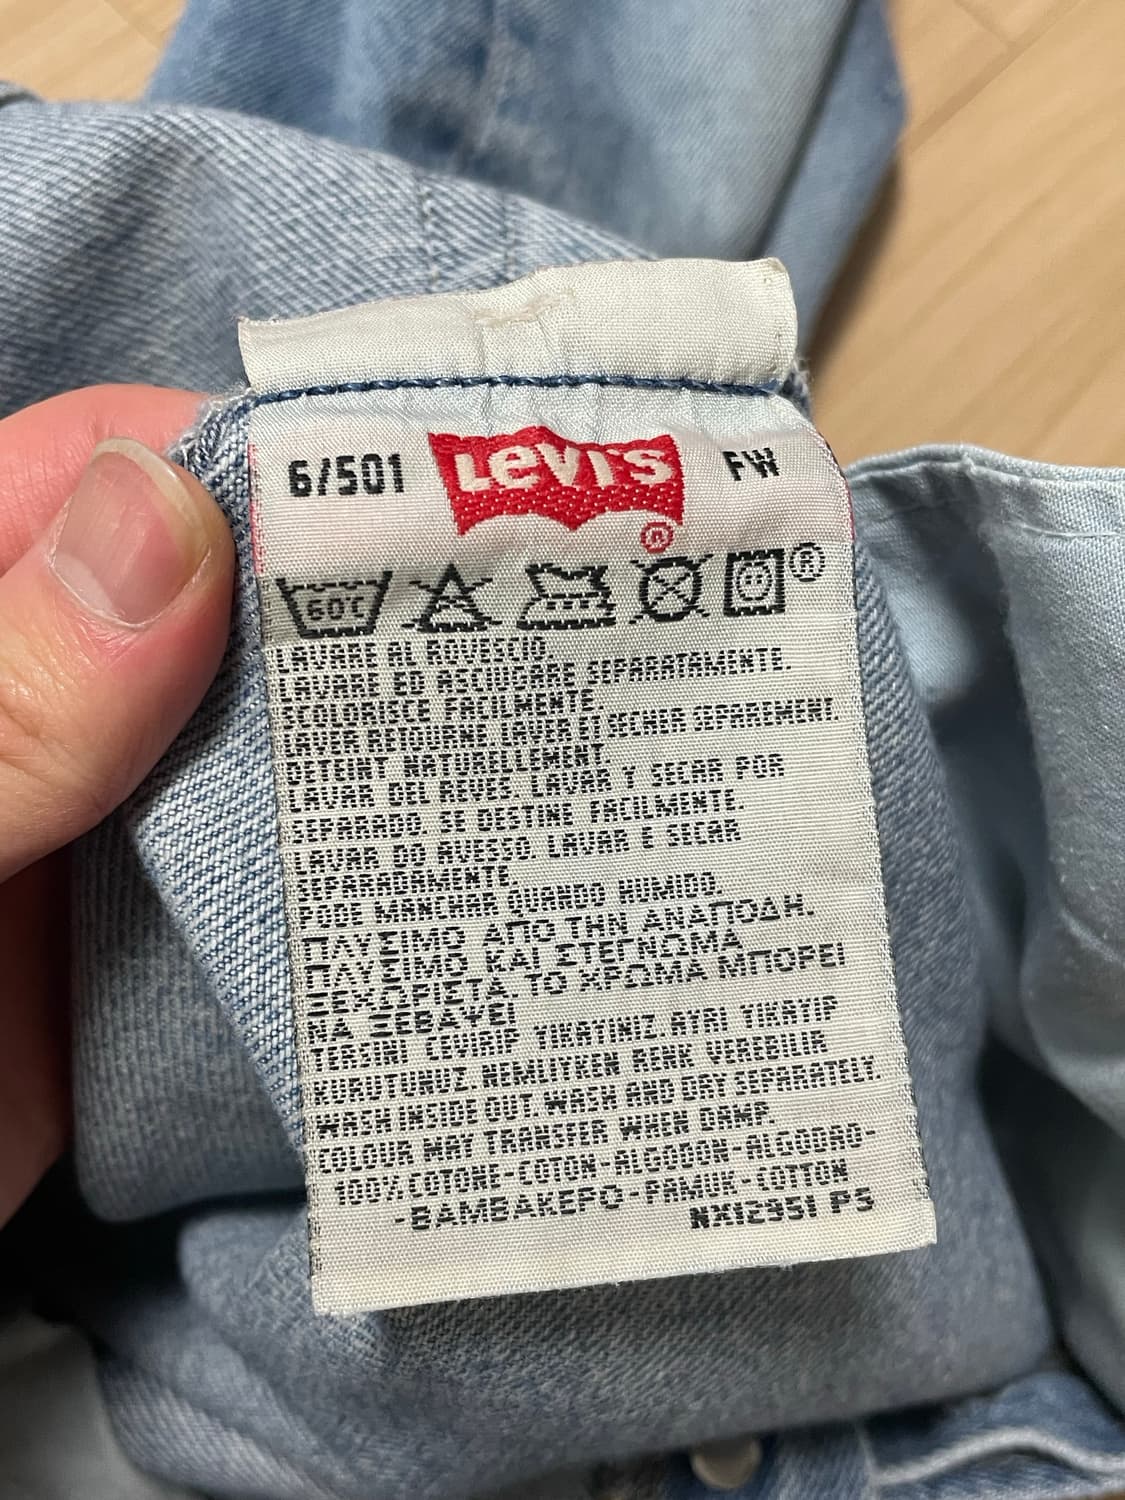 6/501 LEVI'S FW
®
60°C ®
LAVARE AL ROVESCIO.
LAVARE ED ASCIUGARE SEPARATAMENTE.
SCOLORISCE FACILMENTE.
LAVER RETOURNE. LAVER ET SECHER SEPAREMENT.
DETEINT NATURELLEMENT.
LAVAR DEL REVES. LAVAR Y SECAR POR
SEPARADO. SE DESTINE FACILMENTE.
LAVAR DO AVESSO. LAVAR E SECAR
SEPARADAMENTE.
PODE MANCHAR QUANDO HUMIDO.
ΠΛΥΣΙΜΟ ΑΠΟ ΤΗΝ ΑΝΑΠΟΔΗ.
ΠΛΥΣΙΜΟ ΚΑΙ ΣΤΕΓΝΩΜΑ
ΞΕΧΩΡΙΣΤΑ. ΤΟ ΧΡΩΜΑ ΜΠΟΡΕΙ
ΝΑ ΞΕΒΑΨΕΙ
TERSINI CEVIRIP YIKAYINIZ. AYRI YIKAYIP
KURUTUNUZ. NEMLIYKEN RENK VEREBILIR
WASH INSIDE OUT. WASH AND DRY SEPARATELY.
COLOUR MAY TRANSFER WHEN DAMP.
100% COTONE-COTON-ALGODON-ALGODAO-
-ΒΑΜΒΑΚΕΡΟ-PAMUK-COTTON
NX12951 P5